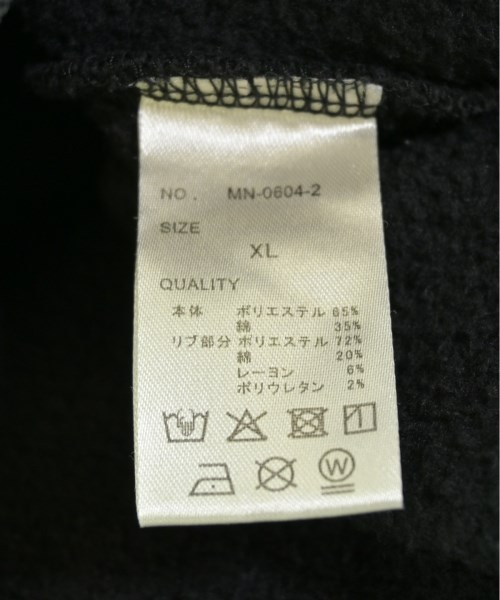 NO. MN-0604-2
SIZE
XL
QUALITY
本体 ポリエステル 65%
綿 35%
リブ部分 ポリエステル 72%
綿 20%
レーヨン 6%
ポリウレタン 2%
W